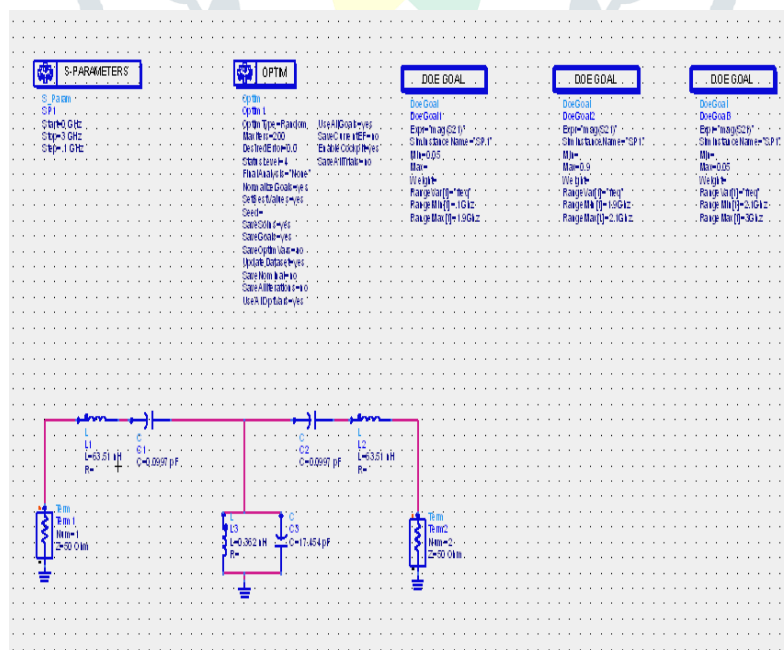 S-PARAMETERS
S_Param
SP1
Start=0 GHz
Stop=3 GHz
Step=.1 GHz
OPTIM
Optim
Optim1
OptimType=Random
MaxIters=200
DesiredError=0.0
StatusLevel=4
FinalAnalysis="None"
NormalizeGoals=yes
SetBestValues=yes
Seed=
SaveSolns=yes
SaveGoals=yes
SaveOptimVars=no
UpdateDataset=yes
SaveNominal=no
SaveAllIterations=no
UseAllOptVars=yes
UseAllGoals=yes
SaveCurrentEF=no
EnableCockpit=yes
SaveAllTrials=no
DOE GOAL
DoeGoal
DoeGoal1
Expr="mag(S21)"
SimInstanceName="SP1"
Min=0.05
Max=
Weight=
RangeVar[1]="freq"
RangeMin[1]=.1Ghz
RangeMax[1]=1.9Ghz
DOE GOAL
DoeGoal
DoeGoal2
Expr="mag(S21)"
SimInstanceName="SP1"
Min=
Max=0.9
Weight=
RangeVar[1]="freq"
RangeMin[1]=1.9Ghz
RangeMax[1]=2.1Ghz
DOE GOAL
DoeGoal
DoeGoal3
Expr="mag(S21)"
SimInstanceName="SP1"
Min=
Max=0.05
Weight=
RangeVar[1]="freq"
RangeMin[1]=2.1Ghz
RangeMax[1]=3Ghz
L
L1
L=63.51 nH
R=
C
C1
C=0.0997 pF
C
C2
C=0.0997 pF
L
L2
L=63.51 nH
R=
Term
Term1
Num=1
Z=50 Ohm
L
L3
L=0.362 nH
R=
C
C3
C=17.454 pF
Term
Term2
Num=2
Z=50 Ohm